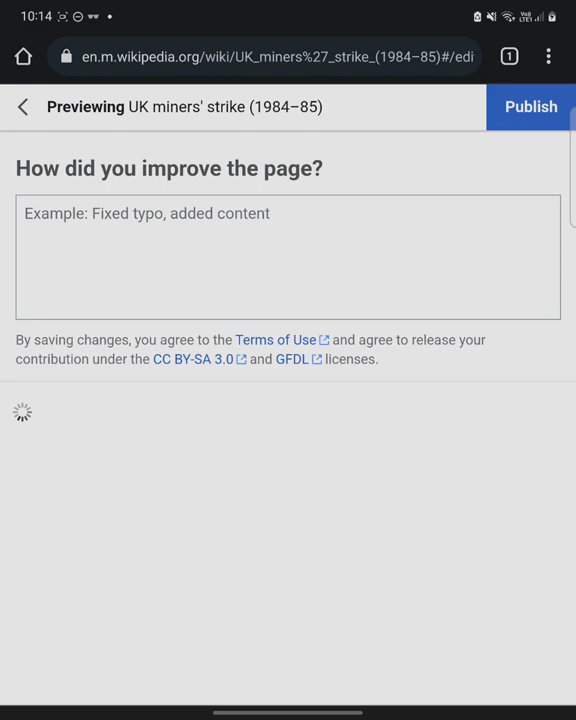 10:14
en.m.wikipedia.org/wiki/UK_miners%27_strike_(1984–85)#/edi
1
Previewing UK miners' strike (1984–85)
Publish
How did you improve the page?
Example: Fixed typo, added content
By saving changes, you agree to the Terms of Use and agree to release your
contribution under the CC BY-SA 3.0 and GFDL licenses.